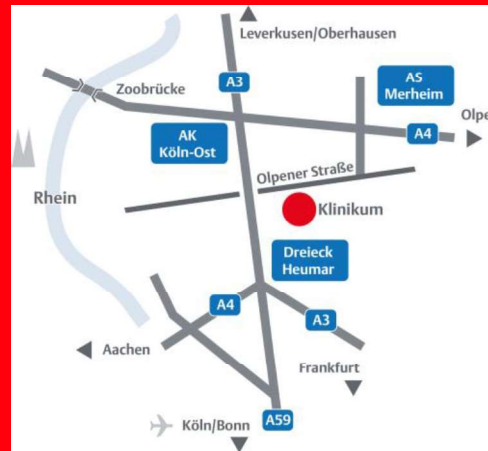 Leverkusen/Oberhausen
A3
AS
Merheim
Zoobrücke
Olpe
A4
AK
Köln-Ost
Olpener Straße
Rhein
Klinikum
Dreieck
Heumar
A4
A3
Aachen
Frankfurt
Köln/Bonn
A59